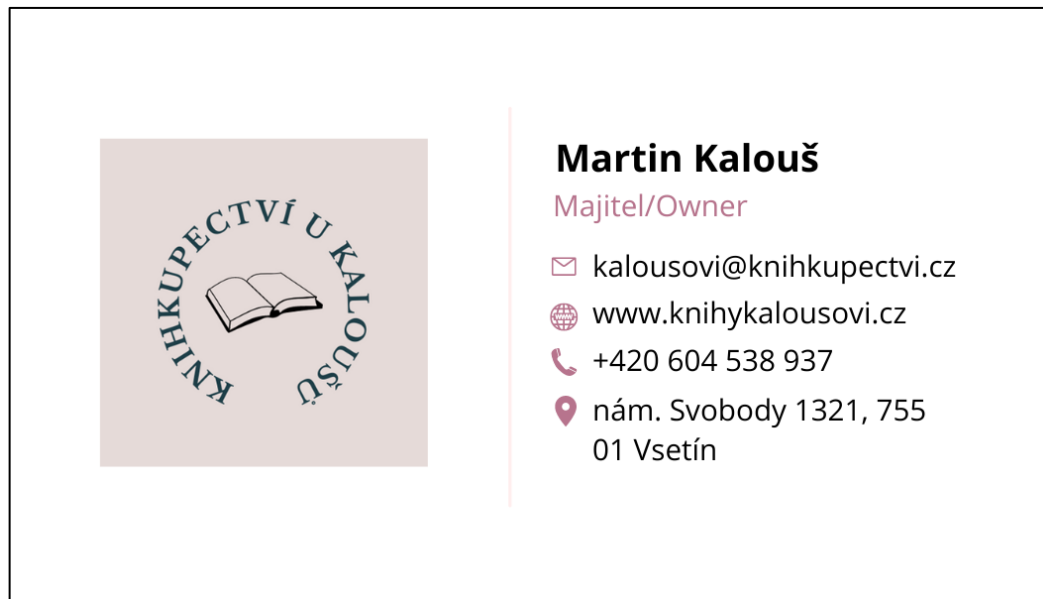 KNIHKUPECTVÍ U KALOUŠŮ
Martin Kalouš
Majitel/Owner
kalousovi@knihkupectvi.cz
www.knihykalousovi.cz
+420 604 538 937
nám. Svobody 1321, 755
01 Vsetín